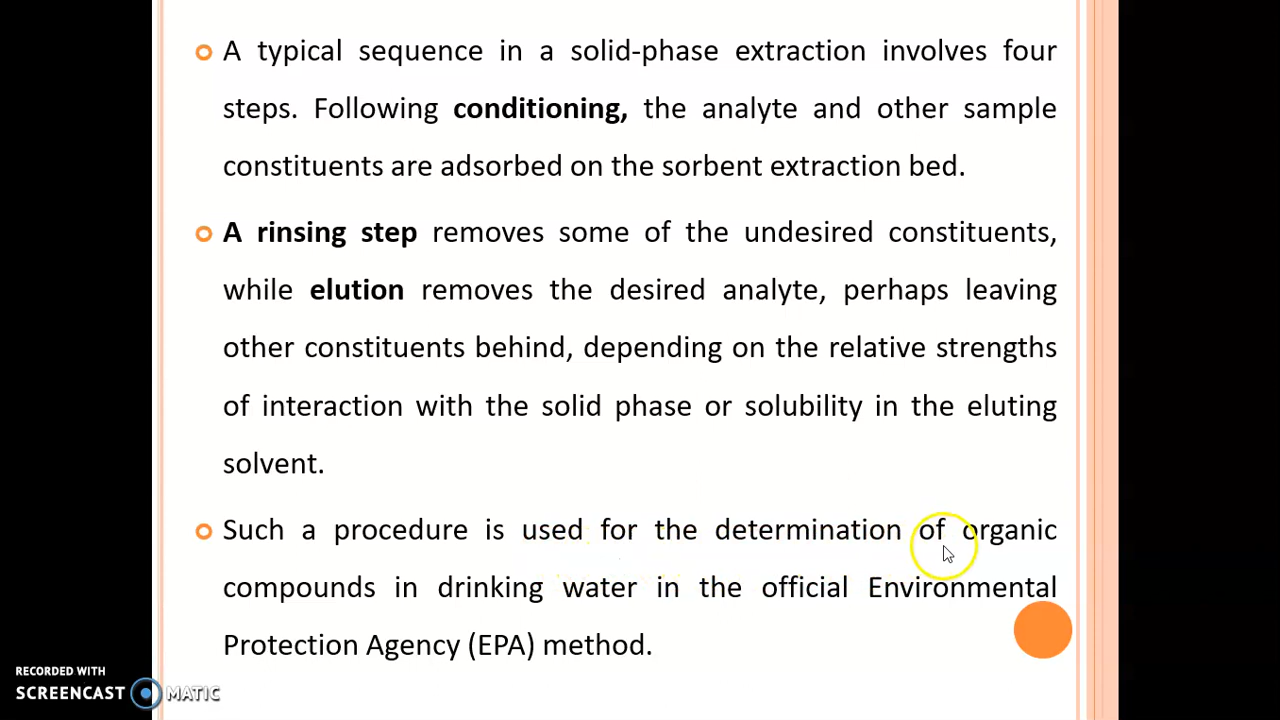 A typical sequence in a solid-phase extraction involves four
steps. Following conditioning, the analyte and other sample
constituents are adsorbed on the sorbent extraction bed.
A rinsing step removes some of the undesired constituents,
while elution removes the desired analyte, perhaps leaving
other constituents behind, depending on the relative strengths
of interaction with the solid phase or solubility in the eluting
solvent.
Such a procedure is used for the determination of organic
compounds in drinking water in the official Environmental
Protection Agency (EPA) method.
RECORDED WITH
SCREENCAST MATIC